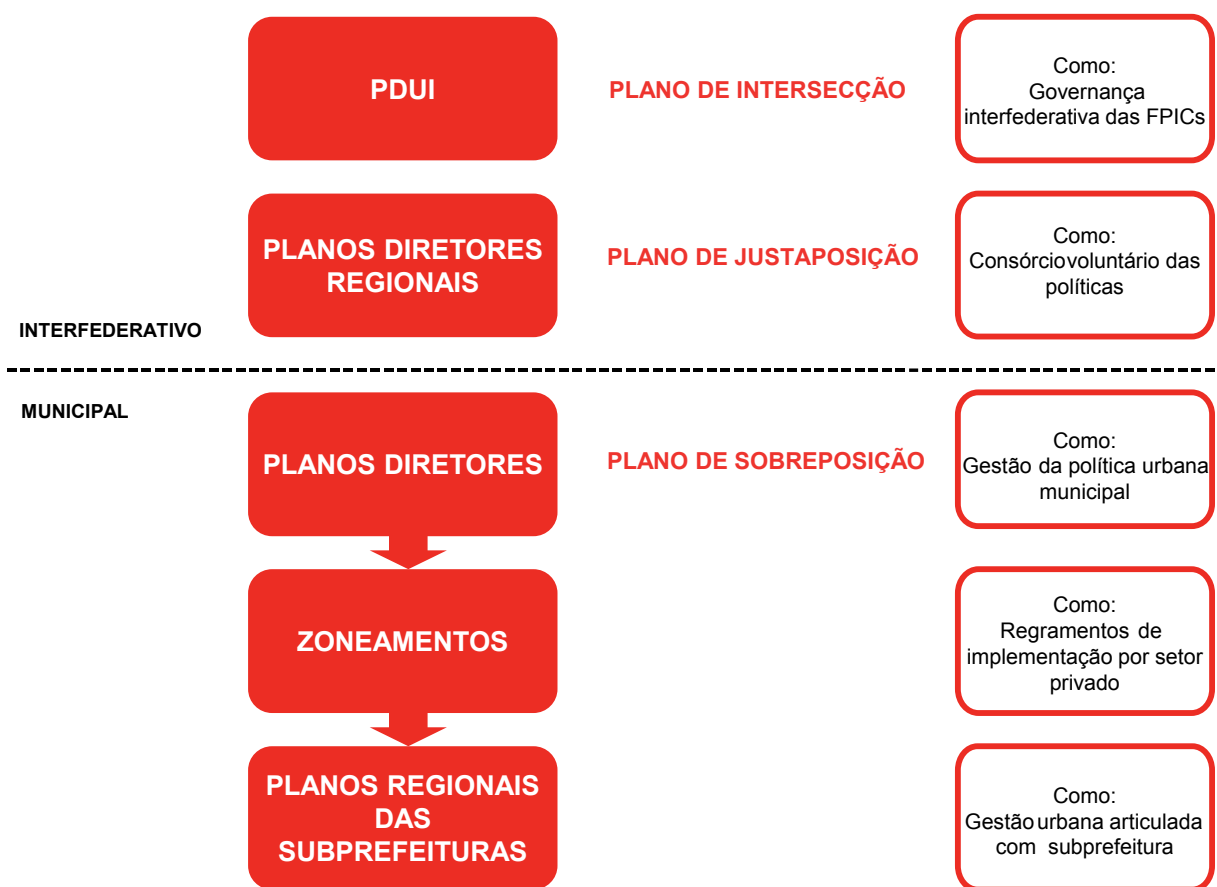 PDUI
PLANO DE INTERSECÇÃO
Como:
Governança
interfederativa das FPICs
PLANOS DIRETORES
REGIONAIS
PLANO DE JUSTAPOSIÇÃO
Como:
Consórciovoluntário das
políticas
INTERFEDERATIVO
MUNICIPAL
PLANOS DIRETORES
PLANO DE SOBREPOSIÇÃO
Como:
Gestão da política urbana
municipal
ZONEAMENTOS
Como:
Regramentos de
implementação por setor
privado
PLANOS REGIONAIS
DAS
SUBPREFEITURAS
Como:
Gestão urbana articulada
com subprefeitura